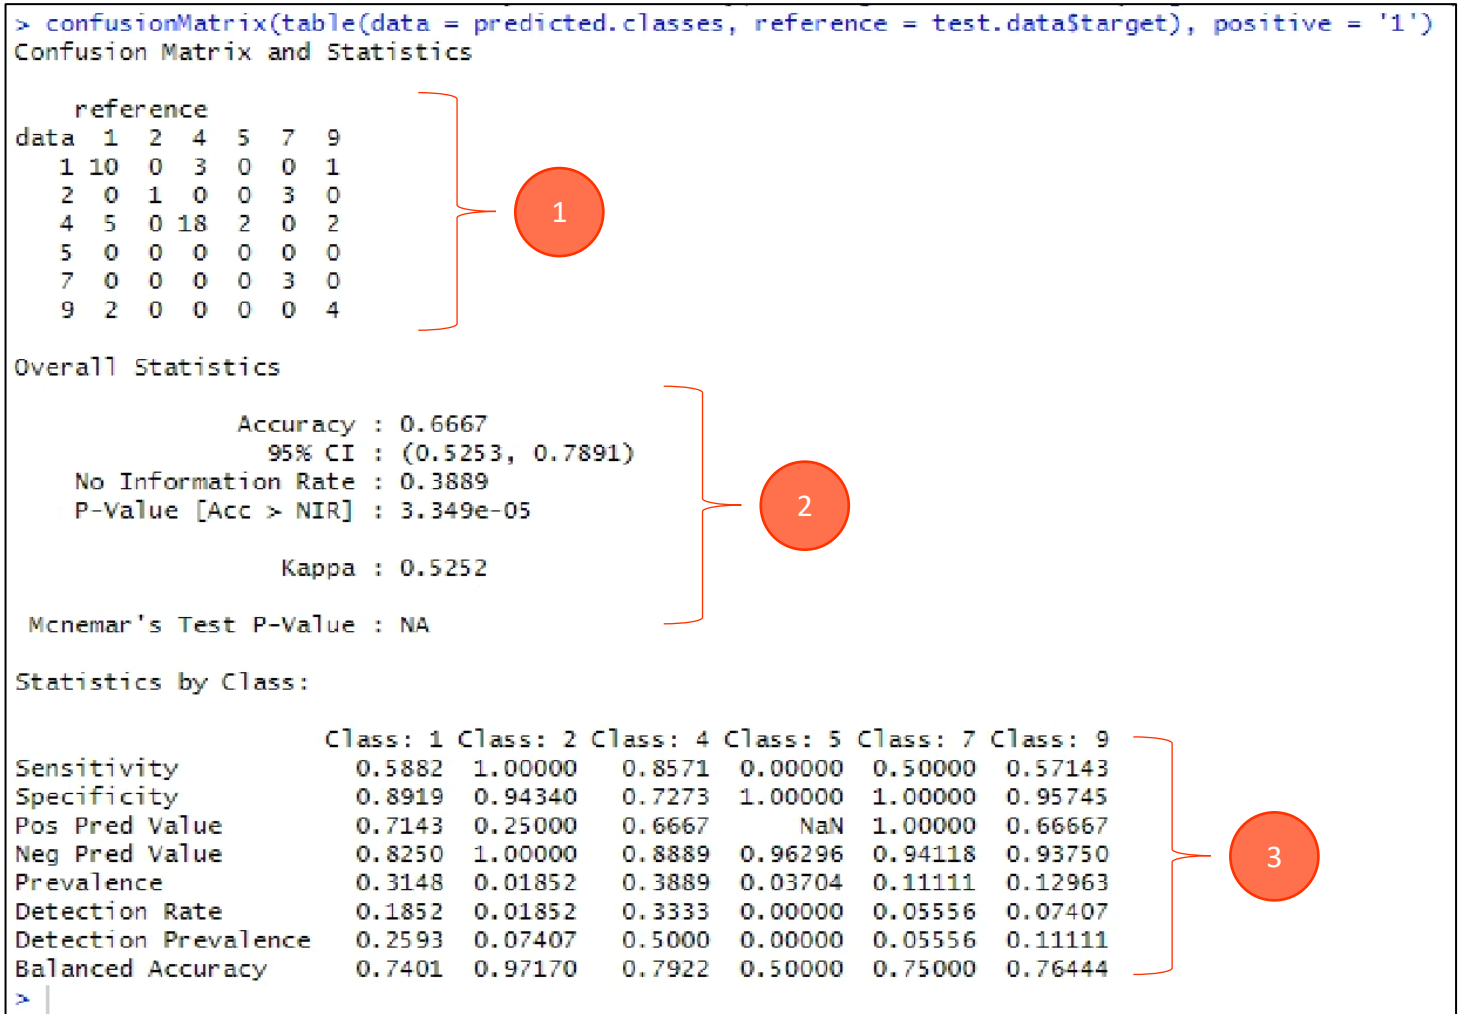 > confusionMatrix(table(data = predicted.classes, reference = test.data$target), positive = '1')
Confusion Matrix and Statistics
reference
data 1 2 4 5 7 9
1 10 0 3 0 0 1
2 0 1 0 0 3 0
4 5 0 18 2 0 2
5 0 0 0 0 0 0
7 0 0 0 0 3 0
9 2 0 0 0 0 4
1
Overall Statistics
Accuracy : 0.6667
95% CI : (0.5253, 0.7891)
No Information Rate : 0.3889
P-Value [Acc > NIR] : 3.349e-05
Kappa : 0.5252
Mcnemar's Test P-Value : NA
2
Statistics by Class:
Class: 1 Class: 2 Class: 4 Class: 5 Class: 7 Class: 9
Sensitivity 0.5882 1.00000 0.8571 0.00000 0.50000 0.57143
Specificity 0.8919 0.94340 0.7273 1.00000 1.00000 0.95745
Pos Pred Value 0.7143 0.25000 0.6667 NaN 1.00000 0.66667
Neg Pred Value 0.8250 1.00000 0.8889 0.96296 0.94118 0.93750
Prevalence 0.3148 0.01852 0.3889 0.03704 0.11111 0.12963
Detection Rate 0.1852 0.01852 0.3333 0.00000 0.05556 0.07407
Detection Prevalence 0.2593 0.07407 0.5000 0.00000 0.05556 0.11111
Balanced Accuracy 0.7401 0.97170 0.7922 0.50000 0.75000 0.76444
3
>